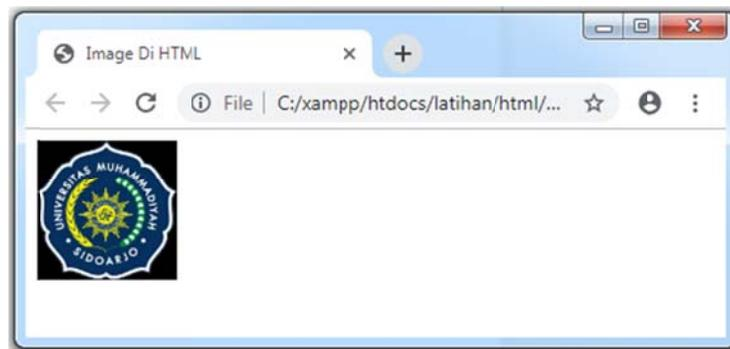 Image Di HTML
File | C:/xampp/htdocs/latihan/html/...
UNIVERSITAS MUHAMMADIYAH
SIDOARJO